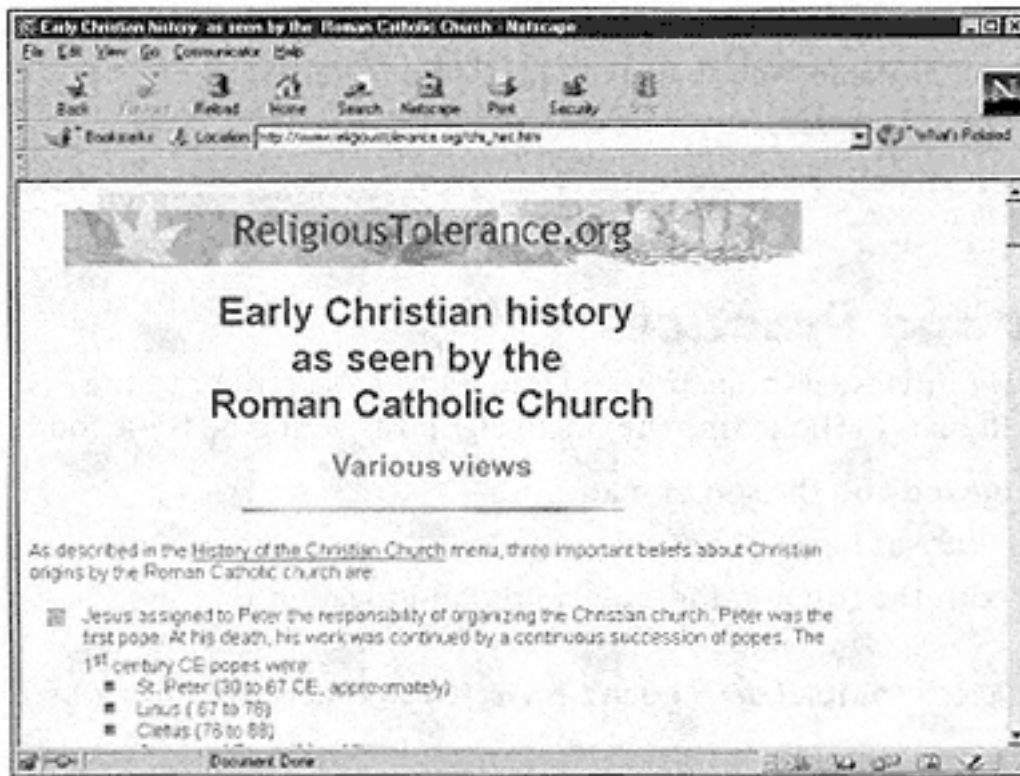 Early Christian history as seen by the Roman Catholic Church - Netscape
File Edit View Go Communicator Help
Back Reload Home Search Netscape Print Security
Bookmarks Location http://www.religioustolerance.org/chr_hist.htm What's Related
ReligiousTolerance.org
Early Christian history
as seen by the
Roman Catholic Church
Various views
As described in the History of the Christian Church menu, three important beliefs about Christian
origins by the Roman Catholic church are:
Jesus assigned to Peter the responsibility of organizing the Christian church. Peter was the
first pope. At his death, his work was continued by a continuous succession of popes. The
1st century CE popes were:
St. Peter (30 to 67 CE, approximately)
Linus ( 67 to 76)
Cletus (76 to 88)
Document Done